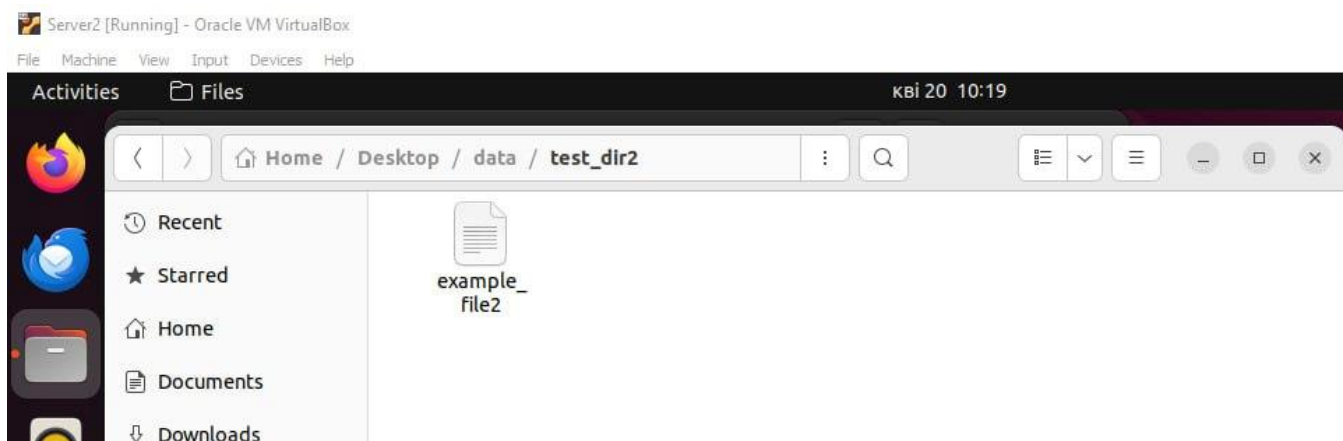 Server2 [Running] - Oracle VM VirtualBox
File Machine View Input Devices Help
Activities Files кві 20 10:19
Home / Desktop / data / test_dir2
Recent
Starred
Home
Documents
Downloads
example_
file2